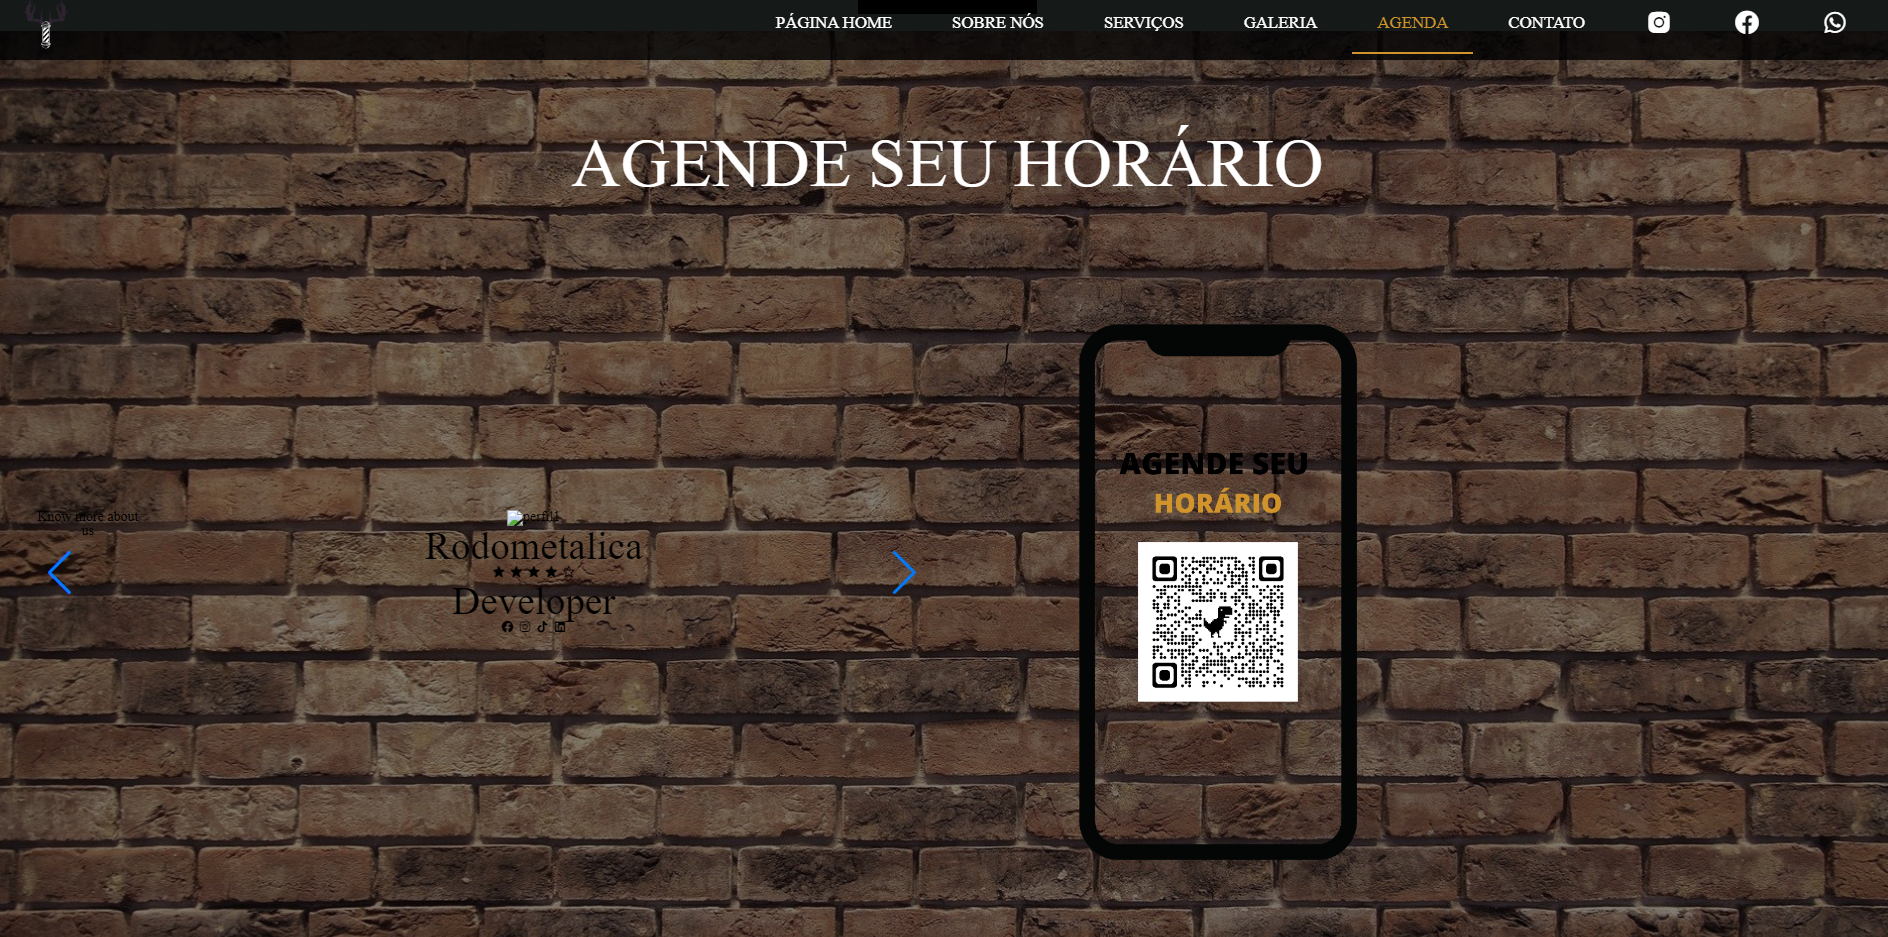 PÁGINA HOME SOBRE NÓS SERVIÇOS GALERIA AGENDA CONTATO
AGENDE SEU HORÁRIO
Know more about
us
perfil1
Rodometalica
Developer
AGENDE SEU
HORÁRIO